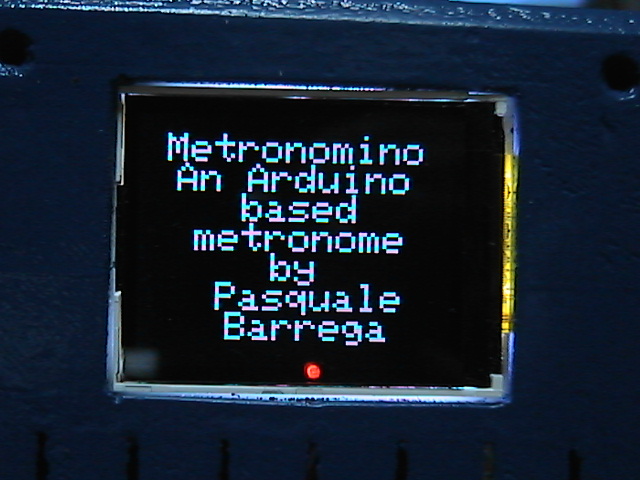 Metronomino
An Arduino
based
metronome
by
Pasquale
Barrega